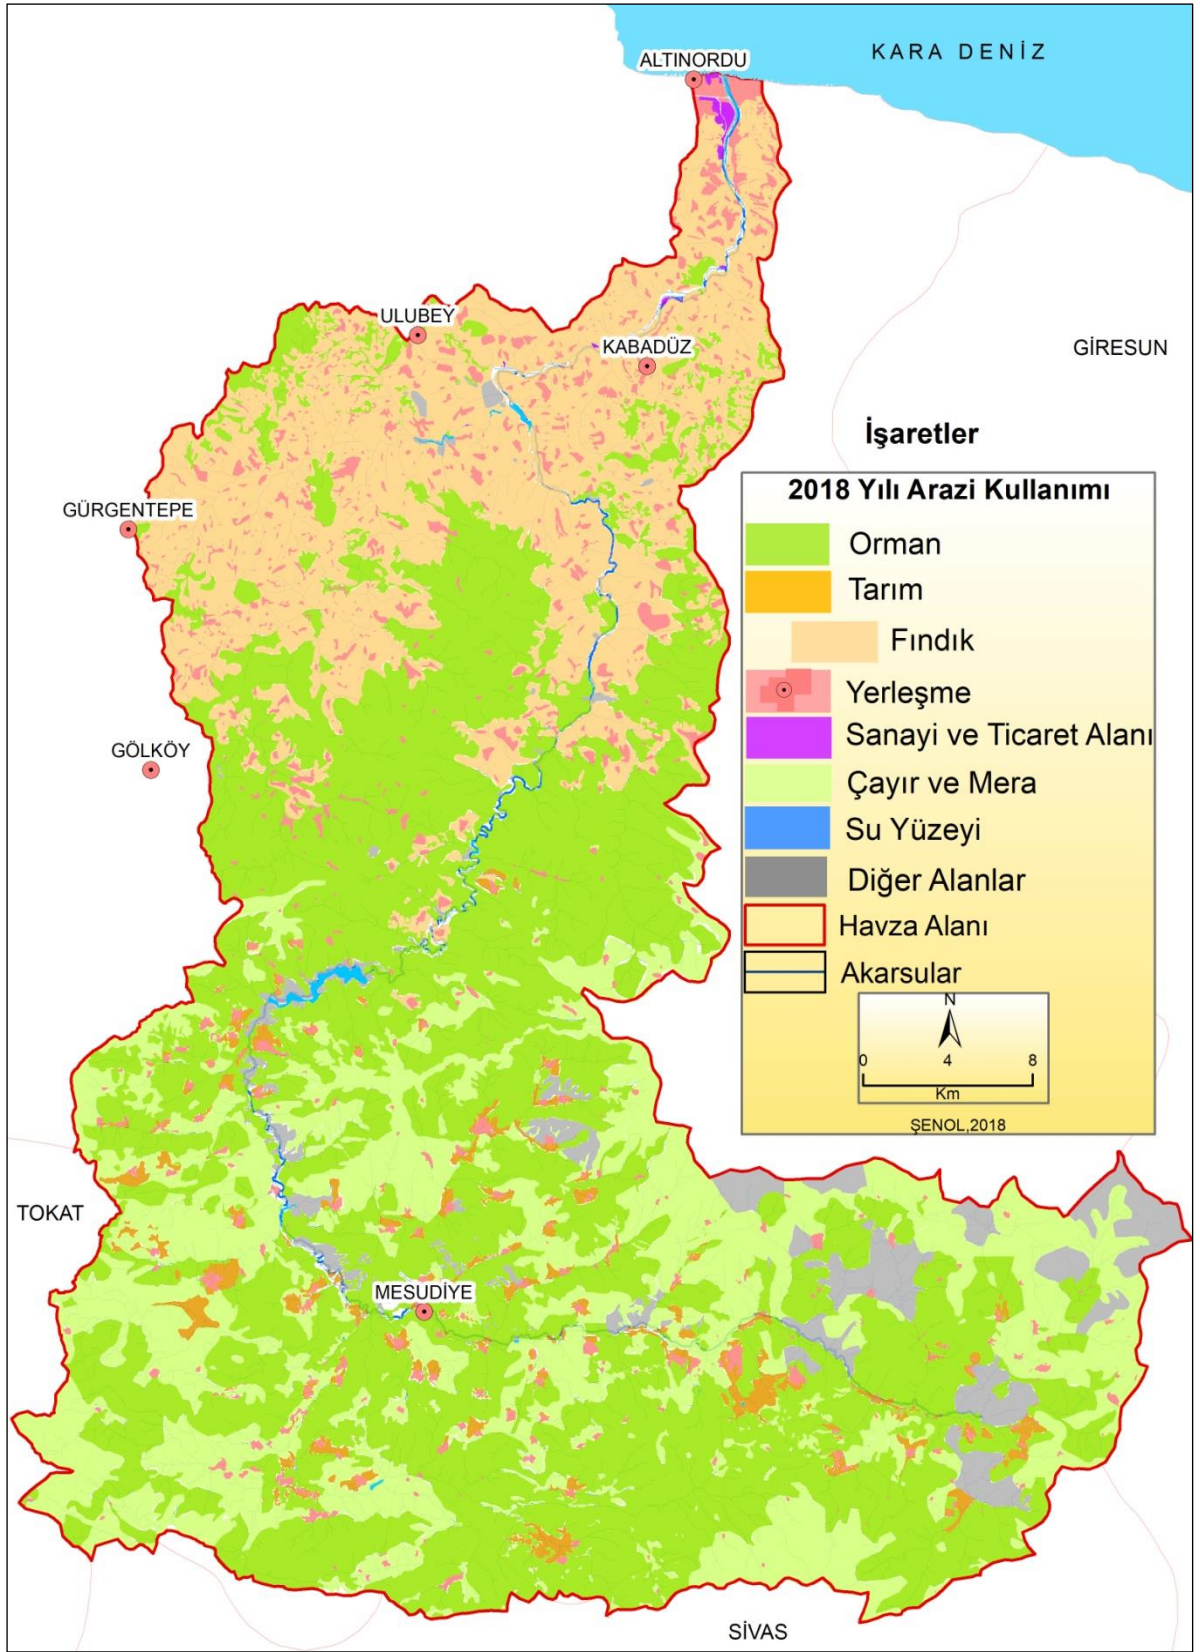 KARA DENİZ
ALTINORDU
ULUBEY
KABADÜZ
GİRESUN
GÜRGENTEPE
GÖLKÖY
TOKAT
MESUDİYE
SİVAS
İşaretler
2018 Yılı Arazi Kullanımı
Orman
Tarım
Fındık
Yerleşme
Sanayi ve Ticaret Alanı
Çayır ve Mera
Su Yüzeyi
Diğer Alanlar
Havza Alanı
Akarsular
N
0 4 8
Km
ŞENOL,2018